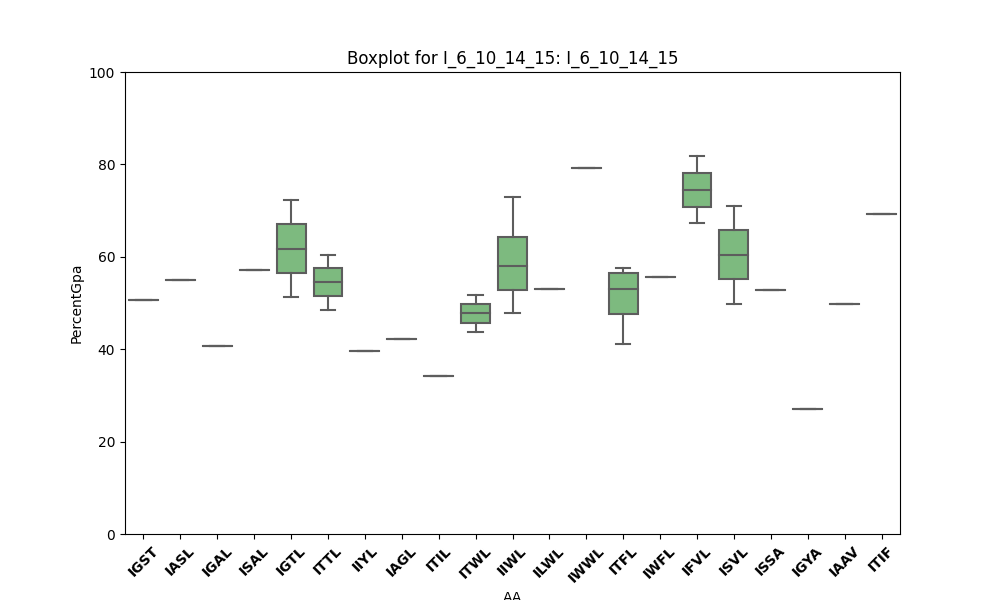 Boxplot for I_6_10_14_15: I_6_10_14_15
100
80
60
40
20
0
PercentGpa
IGST IASL IGAL ISAL IGTL ITTL IIYL IAGL ITIL ITWL IIWL ILWL IWWL ITFL IWFL IFVL ISVL ISSA IGYA IAAV ITIF
AA